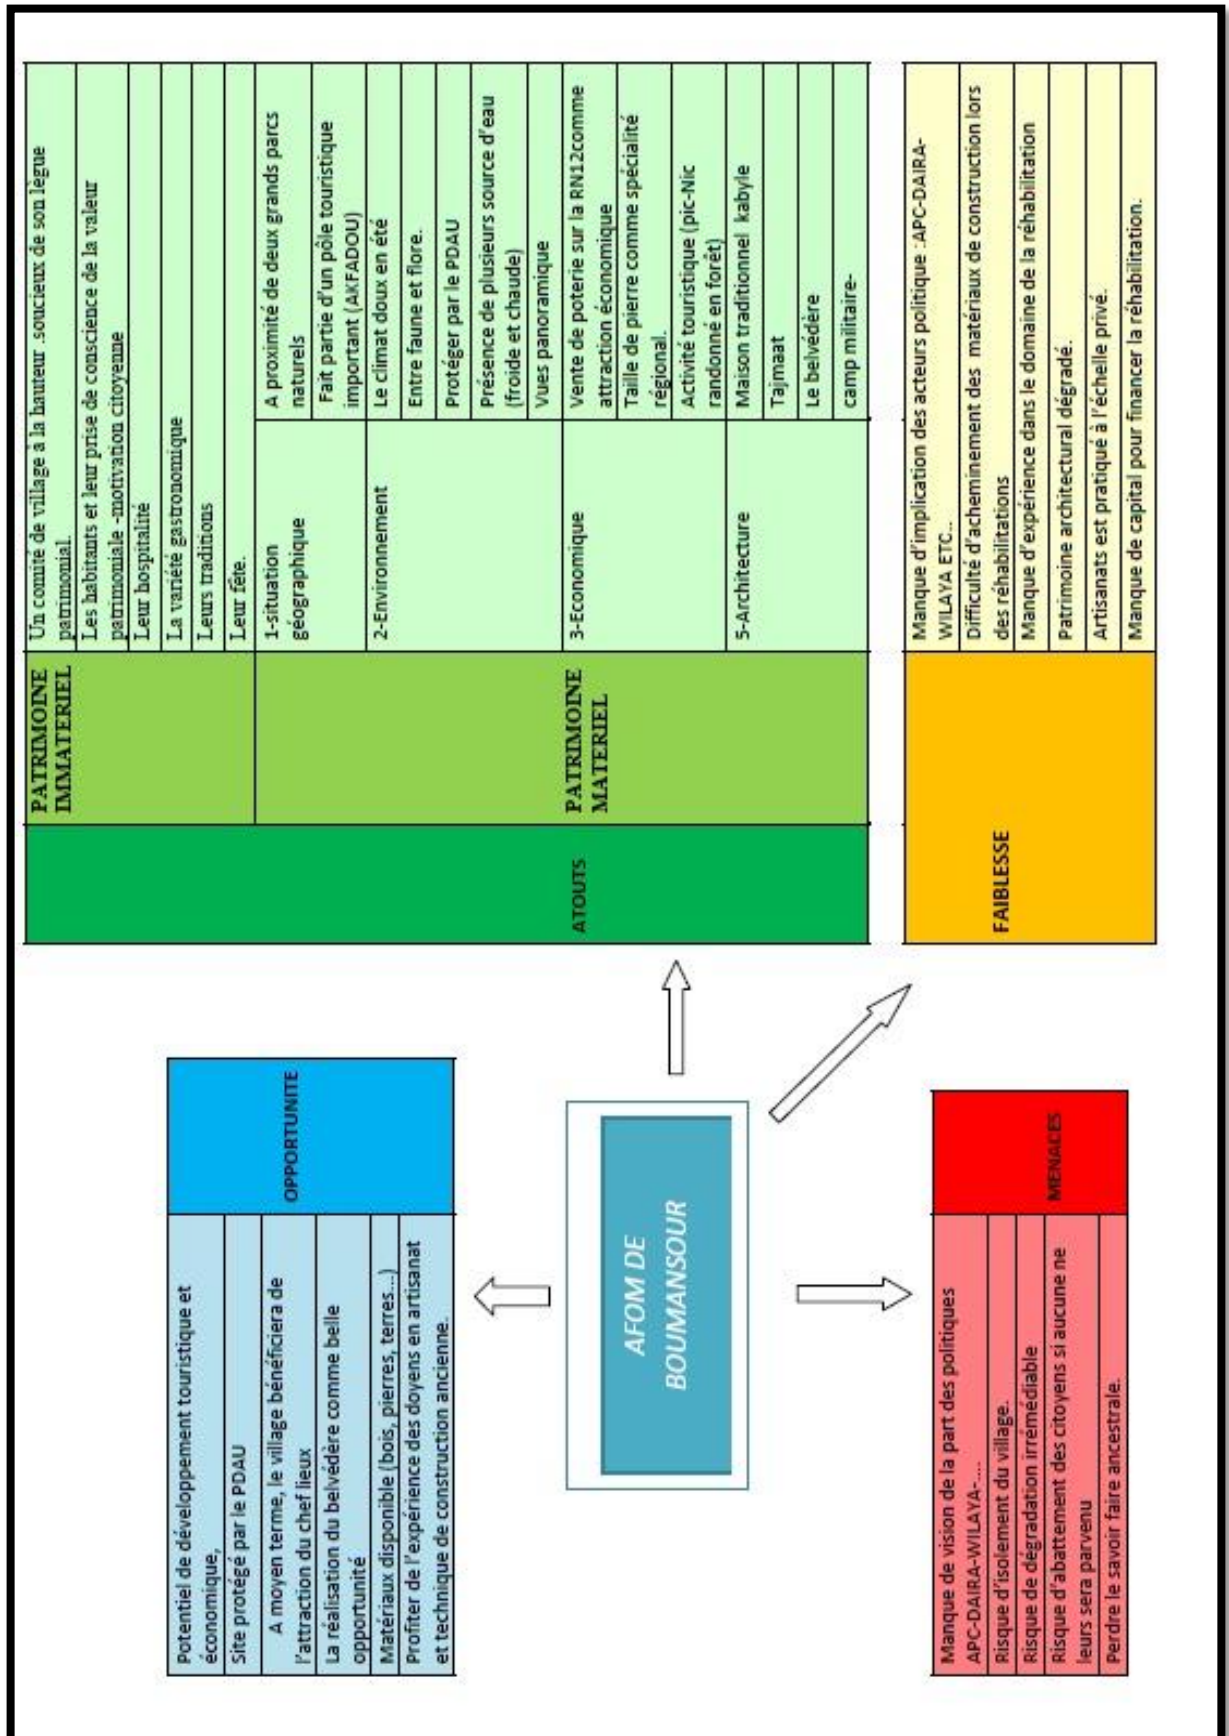 Potentiel de développement touristique et
économique,
Site protégé par le PDAU
A moyen terme, le village bénéficiera de
l'attraction du chef lieux
La réalisation du belvédère comme belle
opportunité
Matériaux disponible (bois, pierres, terres...)
Profiter de l'expérience des doyens en artisanat
et technique de construction ancienne.
OPPORTUNITE
AFOM DE
BOUMANSOUR
Manque de vision de la part des politiques
APC-DAIRA-WILAYA-....
Risque d'isolement du village.
Risque de dégradation irrémédiable
Risque d'abattement des citoyens si aucune ne
leurs sera parvenu
Perdre le savoir faire ancestrale.
MENACES
ATOUTS
PATRIMOINE
IMMATERIEL
Un comité de village à la hauteur .soucieux de son lègue
patrimonial.
Les habitants et leur prise de conscience de la valeur
patrimoniale -motivation citoyenne
Leur hospitalité
La variété gastronomique
Leurs traditions
Leur fête.
PATRIMOINE
MATERIEL
1-situation
géographique
A proximité de deux grands parcs
naturels
Fait partie d'un pôle touristique
important (AKFADOU)
2-Environnement
Le climat doux en été
Entre faune et flore.
Protéger par le PDAU
Présence de plusieurs source d'eau
(froide et chaude)
Vues panoramique
3-Economique
Vente de poterie sur la RN12comme
attraction économique
Taille de pierre comme spécialité
régional.
Activité touristique (pic-Nic
randonné en forêt)
5-Architecture
Maison traditionnel kabyle
Tajmaat
Le belvédère
camp militaire-
FAIBLESSE
Manque d'implication des acteurs politique :APC-DAIRA-
WILAYA ETC...
Difficulté d'acheminement des matériaux de construction lors
des réhabilitations
Manque d'expérience dans le domaine de la réhabilitation
Patrimoine architectural dégradé.
Artisanats est pratiqué à l'échelle privé.
Manque de capital pour financer la réhabilitation.